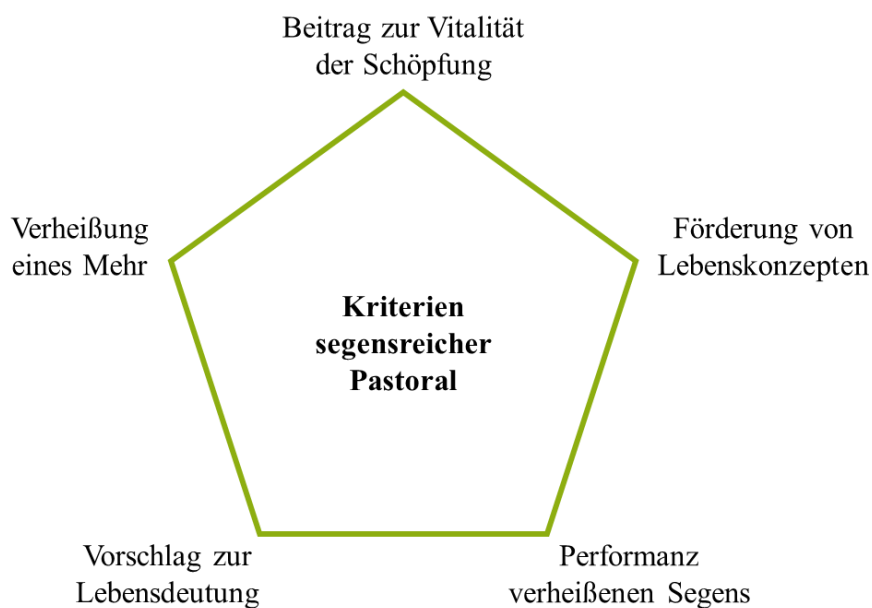 Beitrag zur Vitalität
der Schöpfung
Verheißung
eines Mehr
Förderung von
Lebenskonzepten
Kriterien
segensreicher
Pastoral
Vorschlag zur
Lebensdeutung
Performanz
verheißenen Segens